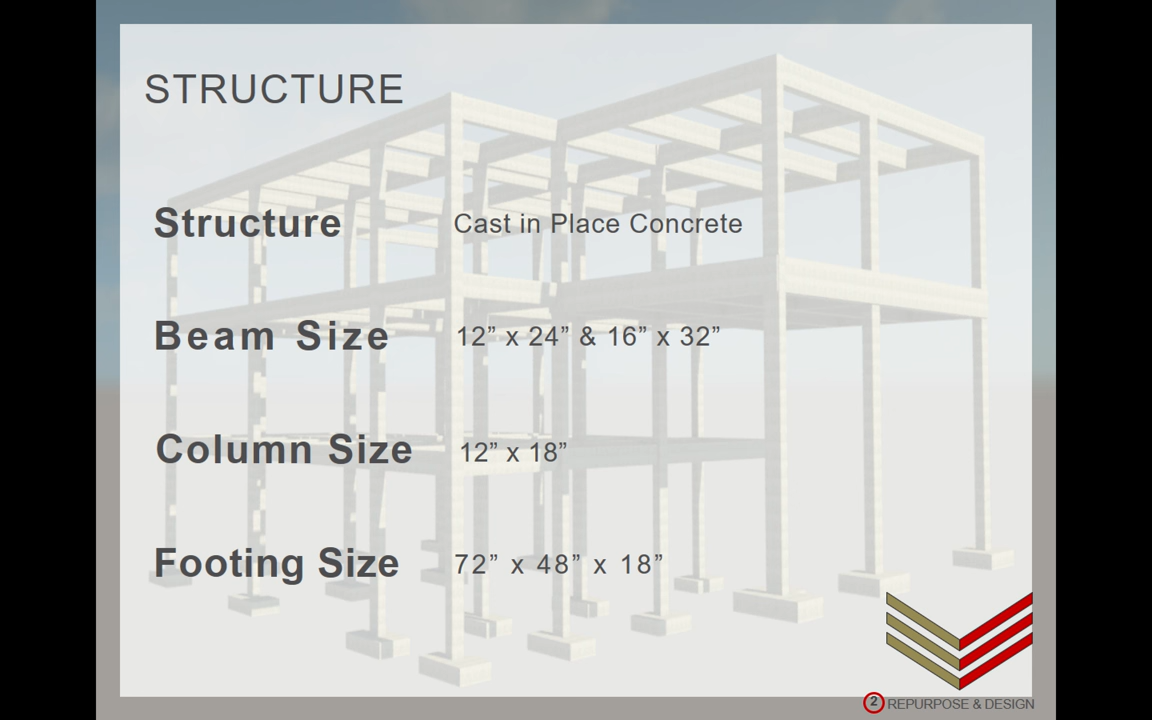 STRUCTURE
Structure Cast in Place Concrete
Beam Size 12” x 24” & 16” x 32”
Column Size 12” x 18”
Footing Size 72” x 48” x 18”
2 REPURPOSE & DESIGN